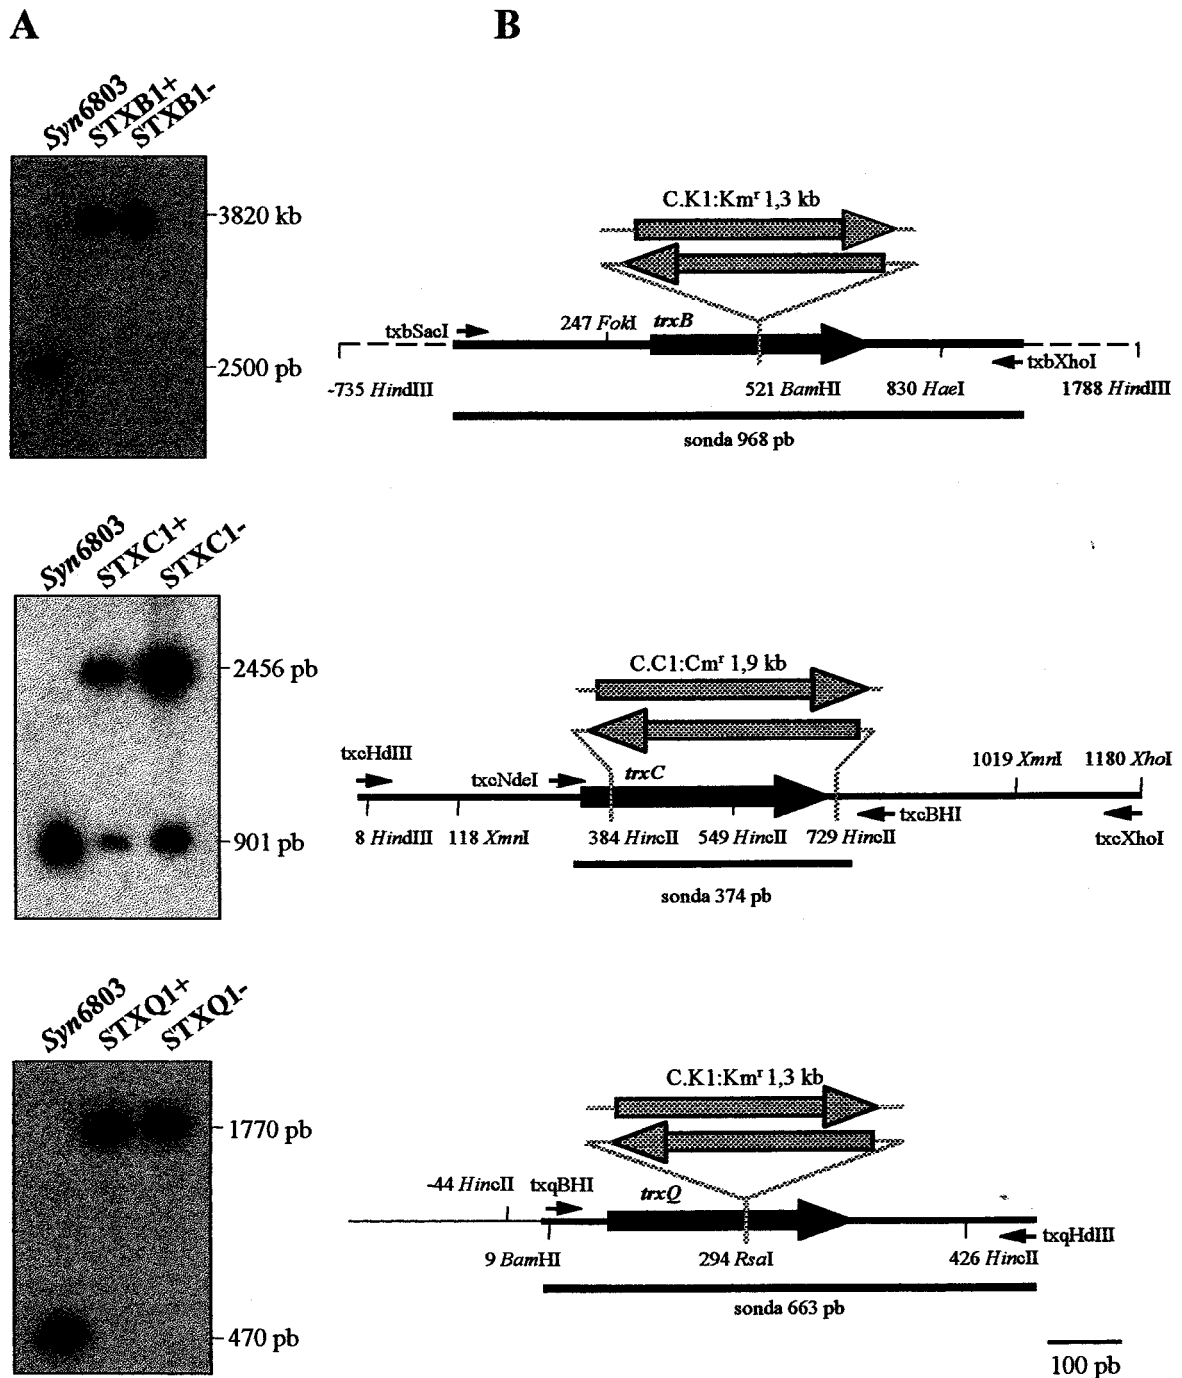 A
B
Syn6803
STXB1+
STXB1-
3820 kb
2500 pb
C.K1:Kmr 1,3 kb
txbSacI
247 FokI
trxB
txbXhoI
-735 HindIII
521 BamHI
830 HaeI
1788 HindIII
sonda 968 pb
Syn6803
STXC1+
STXC1-
2456 pb
901 pb
C.C1:Cmr 1,9 kb
txcHdIII
txcNdeI
trxC
1019 XmnI
1180 XhoI
txcBHI
8 HindIII
118 XmnI
384 HincII
549 HincII
729 HincII
txcXhoI
sonda 374 pb
Syn6803
STXQ1+
STXQ1-
1770 pb
470 pb
C.K1:Kmr 1,3 kb
-44 HincII
txqBHI
trxQ
txqHdIII
9 BamHI
294 RsaI
426 HincII
sonda 663 pb
100 pb